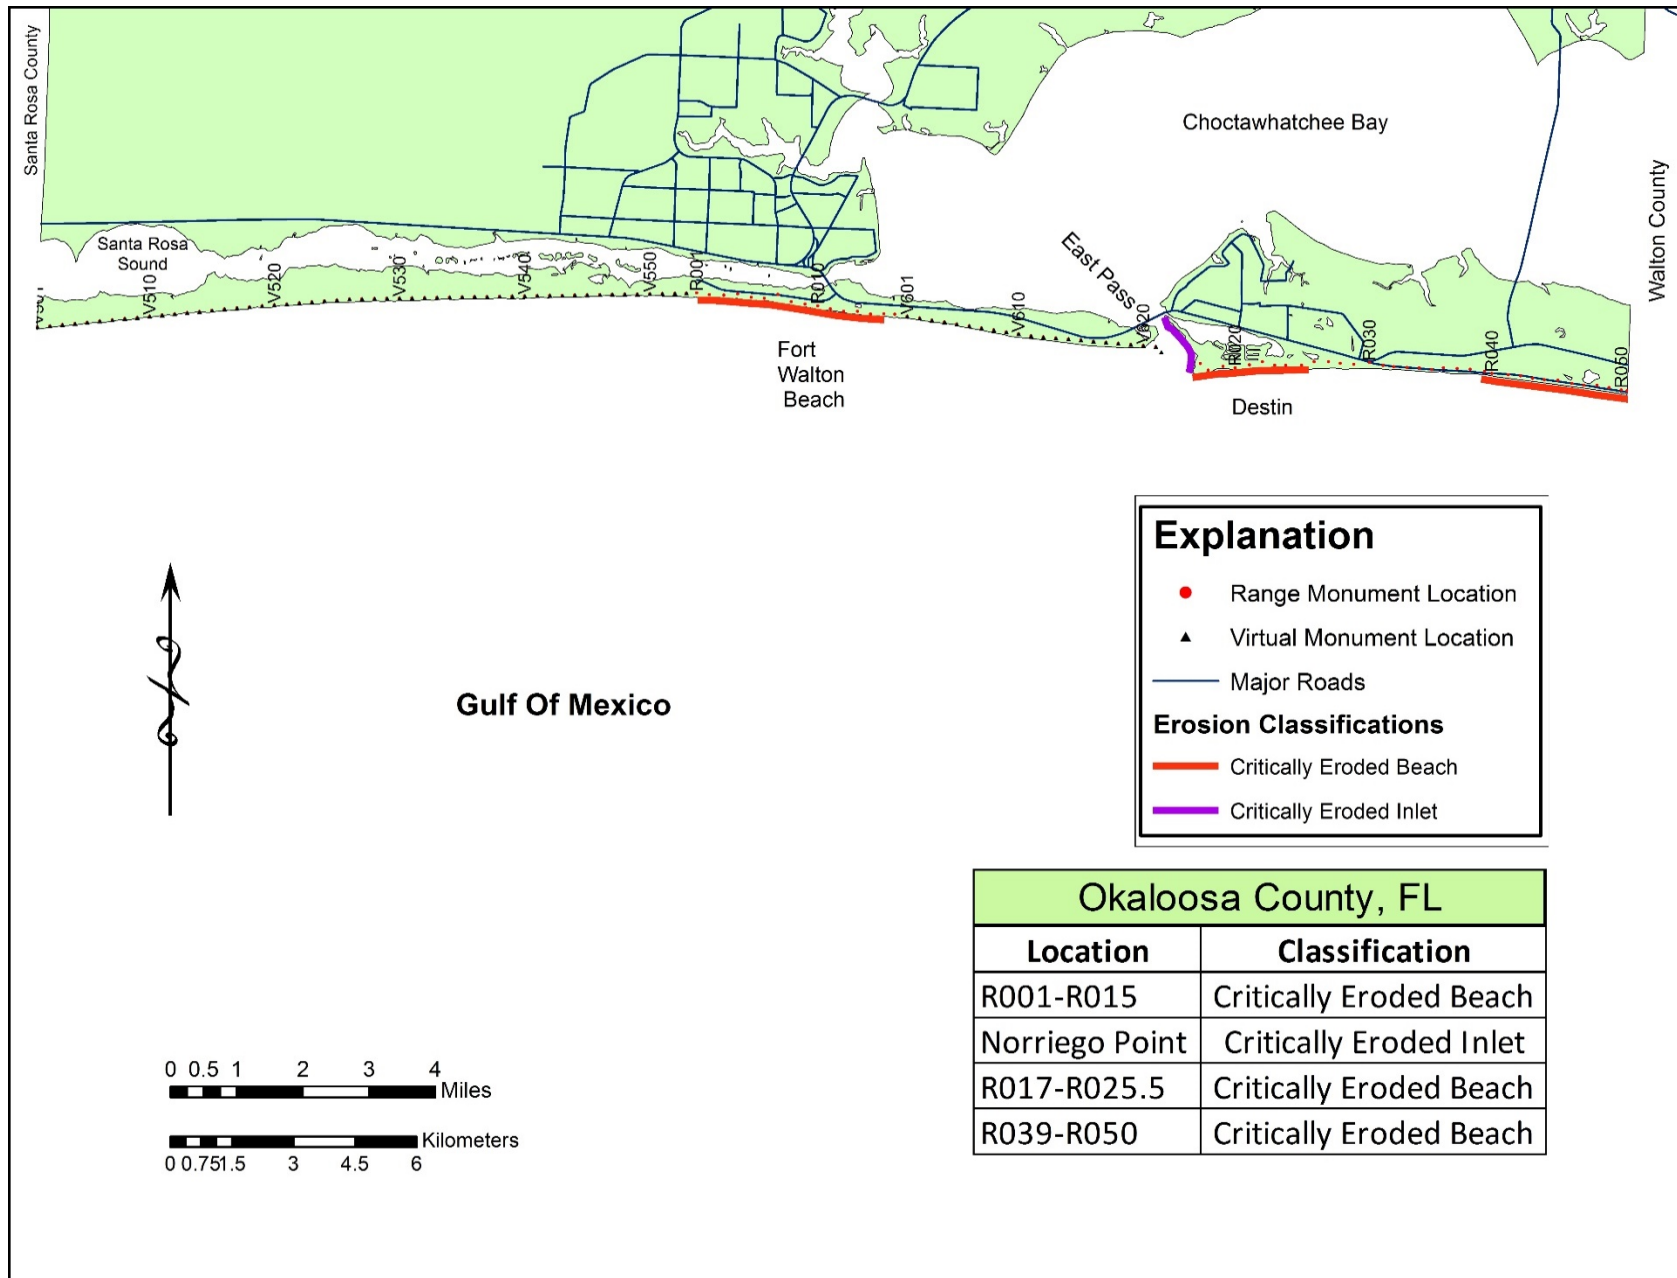 Santa Rosa County
Choctawhatchee Bay
Walton County
Santa Rosa
Sound
East Pass
V510
V520
V530
V540
V550
R001
R010
V601
V610
V620
R020
R030
R040
R050
Fort
Walton
Beach
Destin
Gulf Of Mexico
Explanation
Range Monument Location
Virtual Monument Location
Major Roads
Erosion Classifications
Critically Eroded Beach
Critically Eroded Inlet
Okaloosa County, FL
Location Classification
R001-R015 Critically Eroded Beach
Norriego Point Critically Eroded Inlet
R017-R025.5 Critically Eroded Beach
R039-R050 Critically Eroded Beach
0 0.5 1 2 3 4
Miles
Kilometers
0 0.75 1.5 3 4.5 6